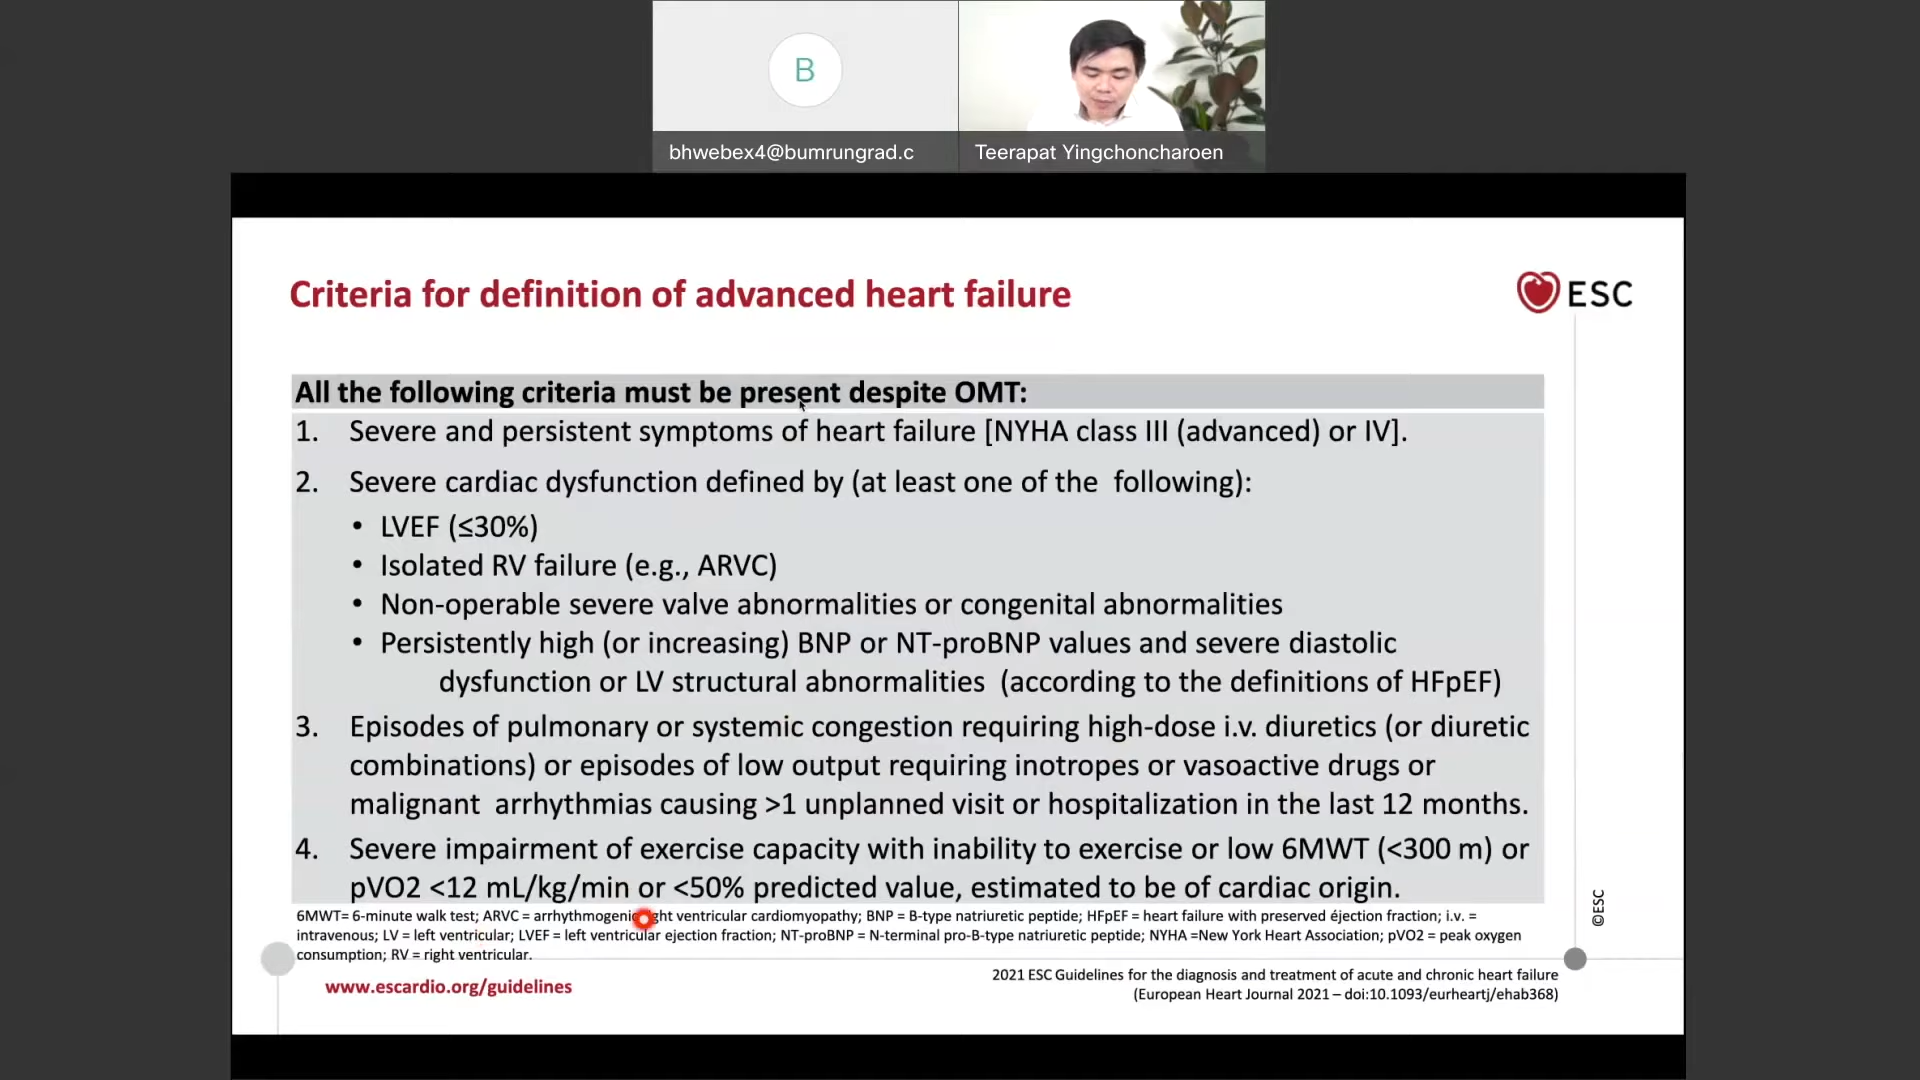 B
bhwebex4@bumrungrad.c
Teerapat Yingchoncharoen
Criteria for definition of advanced heart failure
ESC
All the following criteria must be present despite OMT:
1. Severe and persistent symptoms of heart failure [NYHA class III (advanced) or IV].
2. Severe cardiac dysfunction defined by (at least one of the following):
• LVEF (≤30%)
• Isolated RV failure (e.g., ARVC)
• Non-operable severe valve abnormalities or congenital abnormalities
• Persistently high (or increasing) BNP or NT-proBNP values and severe diastolic
dysfunction or LV structural abnormalities (according to the definitions of HFpEF)
3. Episodes of pulmonary or systemic congestion requiring high-dose i.v. diuretics (or diuretic
combinations) or episodes of low output requiring inotropes or vasoactive drugs or
malignant arrhythmias causing >1 unplanned visit or hospitalization in the last 12 months.
4. Severe impairment of exercise capacity with inability to exercise or low 6MWT (<300 m) or
pVO2 <12 mL/kg/min or <50% predicted value, estimated to be of cardiac origin.
6MWT= 6-minute walk test; ARVC = arrhythmogenic right ventricular cardiomyopathy; BNP = B-type natriuretic peptide; HFpEF = heart failure with preserved éjection fraction; i.v. =
intravenous; LV = left ventricular; LVEF = left ventricular ejection fraction; NT-proBNP = N-terminal pro-B-type natriuretic peptide; NYHA =New York Heart Association; pVO2 = peak oxygen
consumption; RV = right ventricular.
©ESC
www.escardio.org/guidelines
2021 ESC Guidelines for the diagnosis and treatment of acute and chronic heart failure
(European Heart Journal 2021 – doi:10.1093/eurheartj/ehab368)